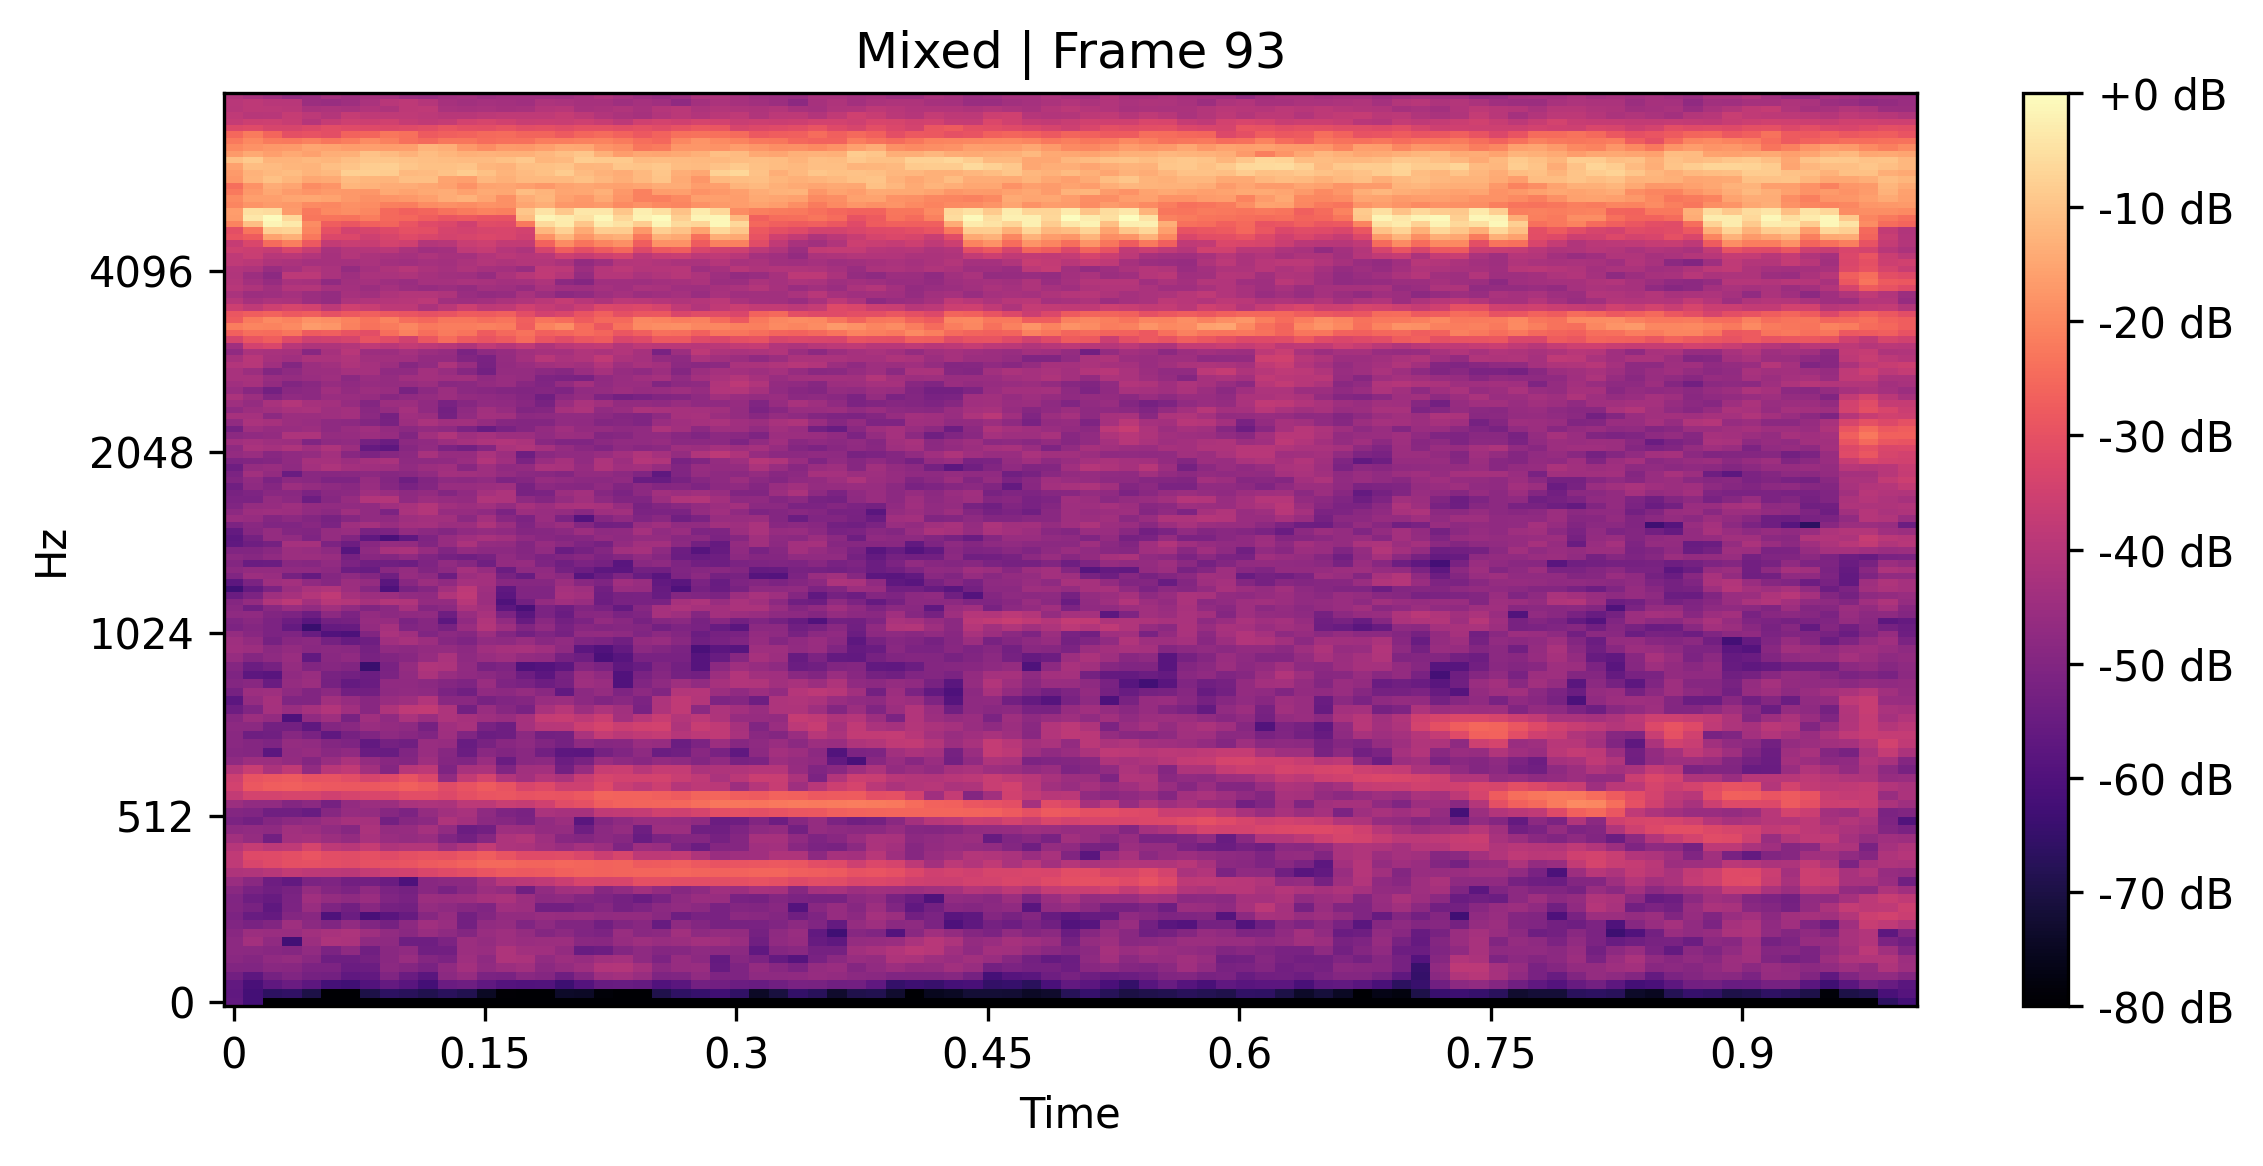 Mixed | Frame 93
+0 dB
-10 dB
-20 dB
-30 dB
-40 dB
-50 dB
-60 dB
-70 dB
-80 dB
Hz
4096
2048
1024
512
0
0 0.15 0.3 0.45 0.6 0.75 0.9
Time